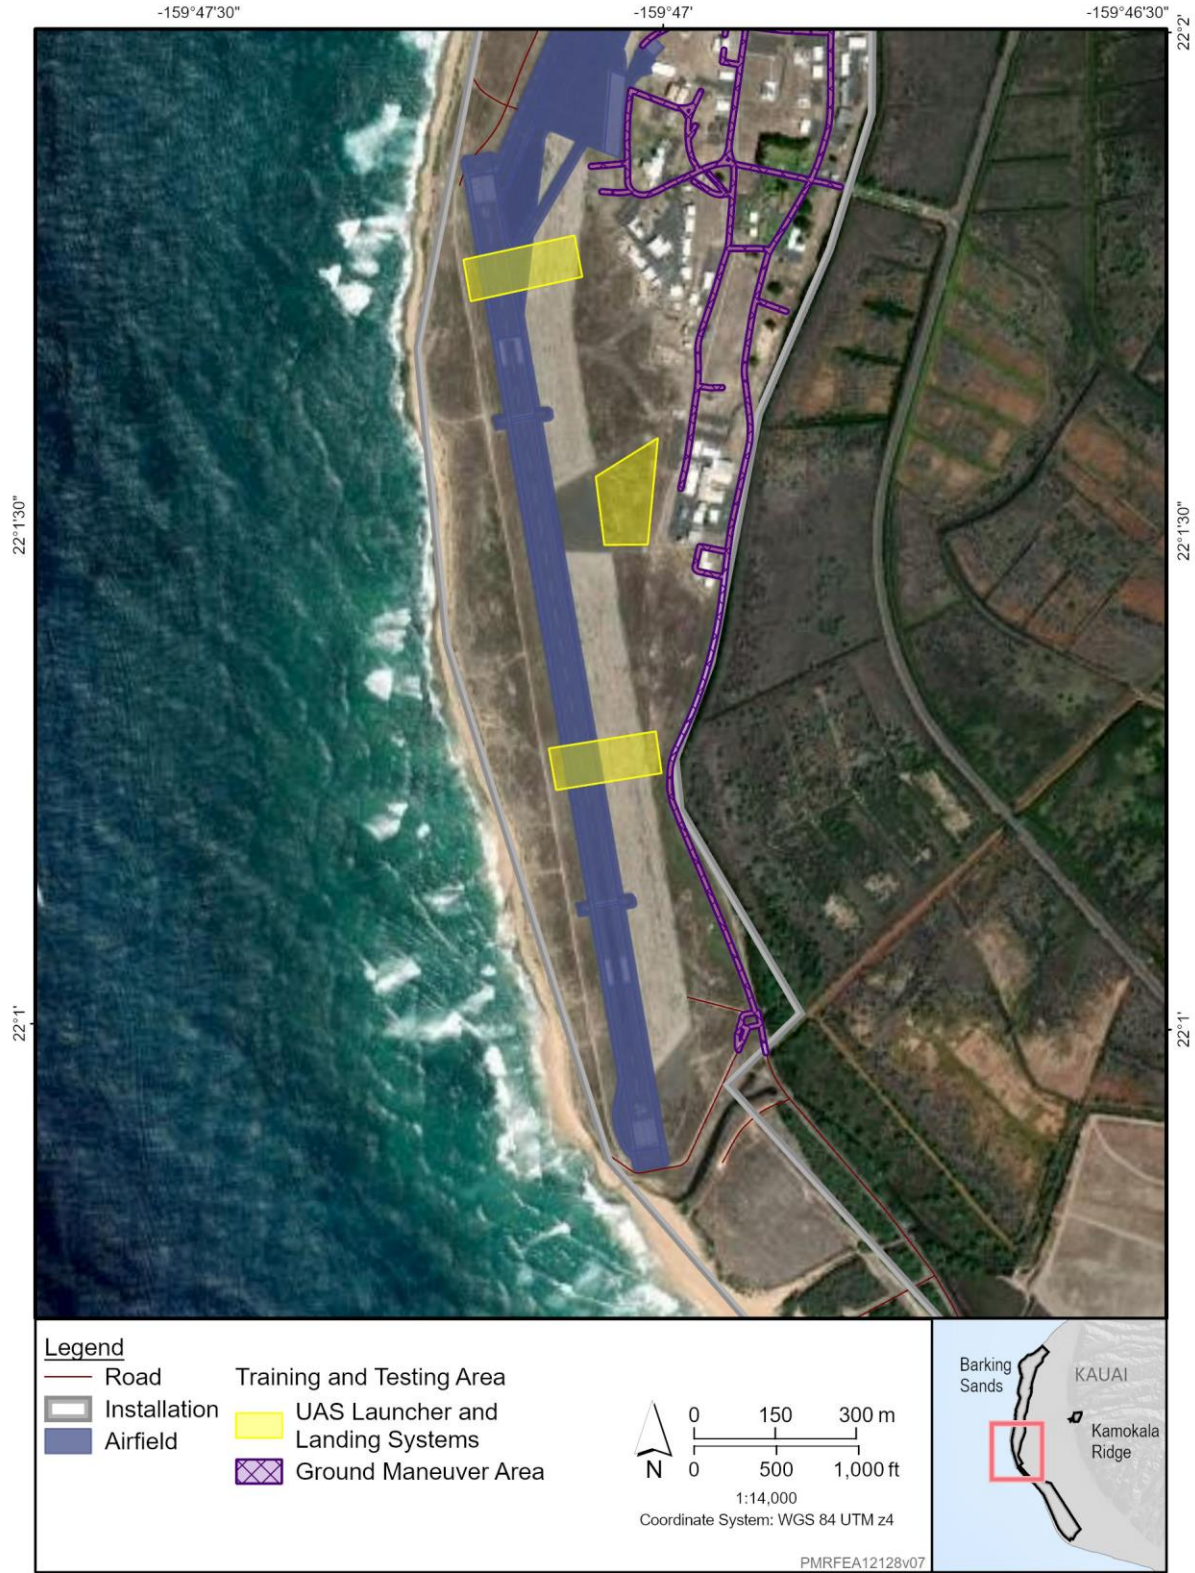 -159°47'30"
-159°47'
-159°46'30"
22°2'
22°1'30"
22°1'30"
22°1'
22°1'
Legend
Road
Installation
Airfield
Training and Testing Area
UAS Launcher and
Landing Systems
Ground Maneuver Area
N
0 150 300 m
0 500 1,000 ft
1:14,000
Coordinate System: WGS 84 UTM z4
PMRFEA12128v07
Barking
Sands
KAUAI
Kamokala
Ridge